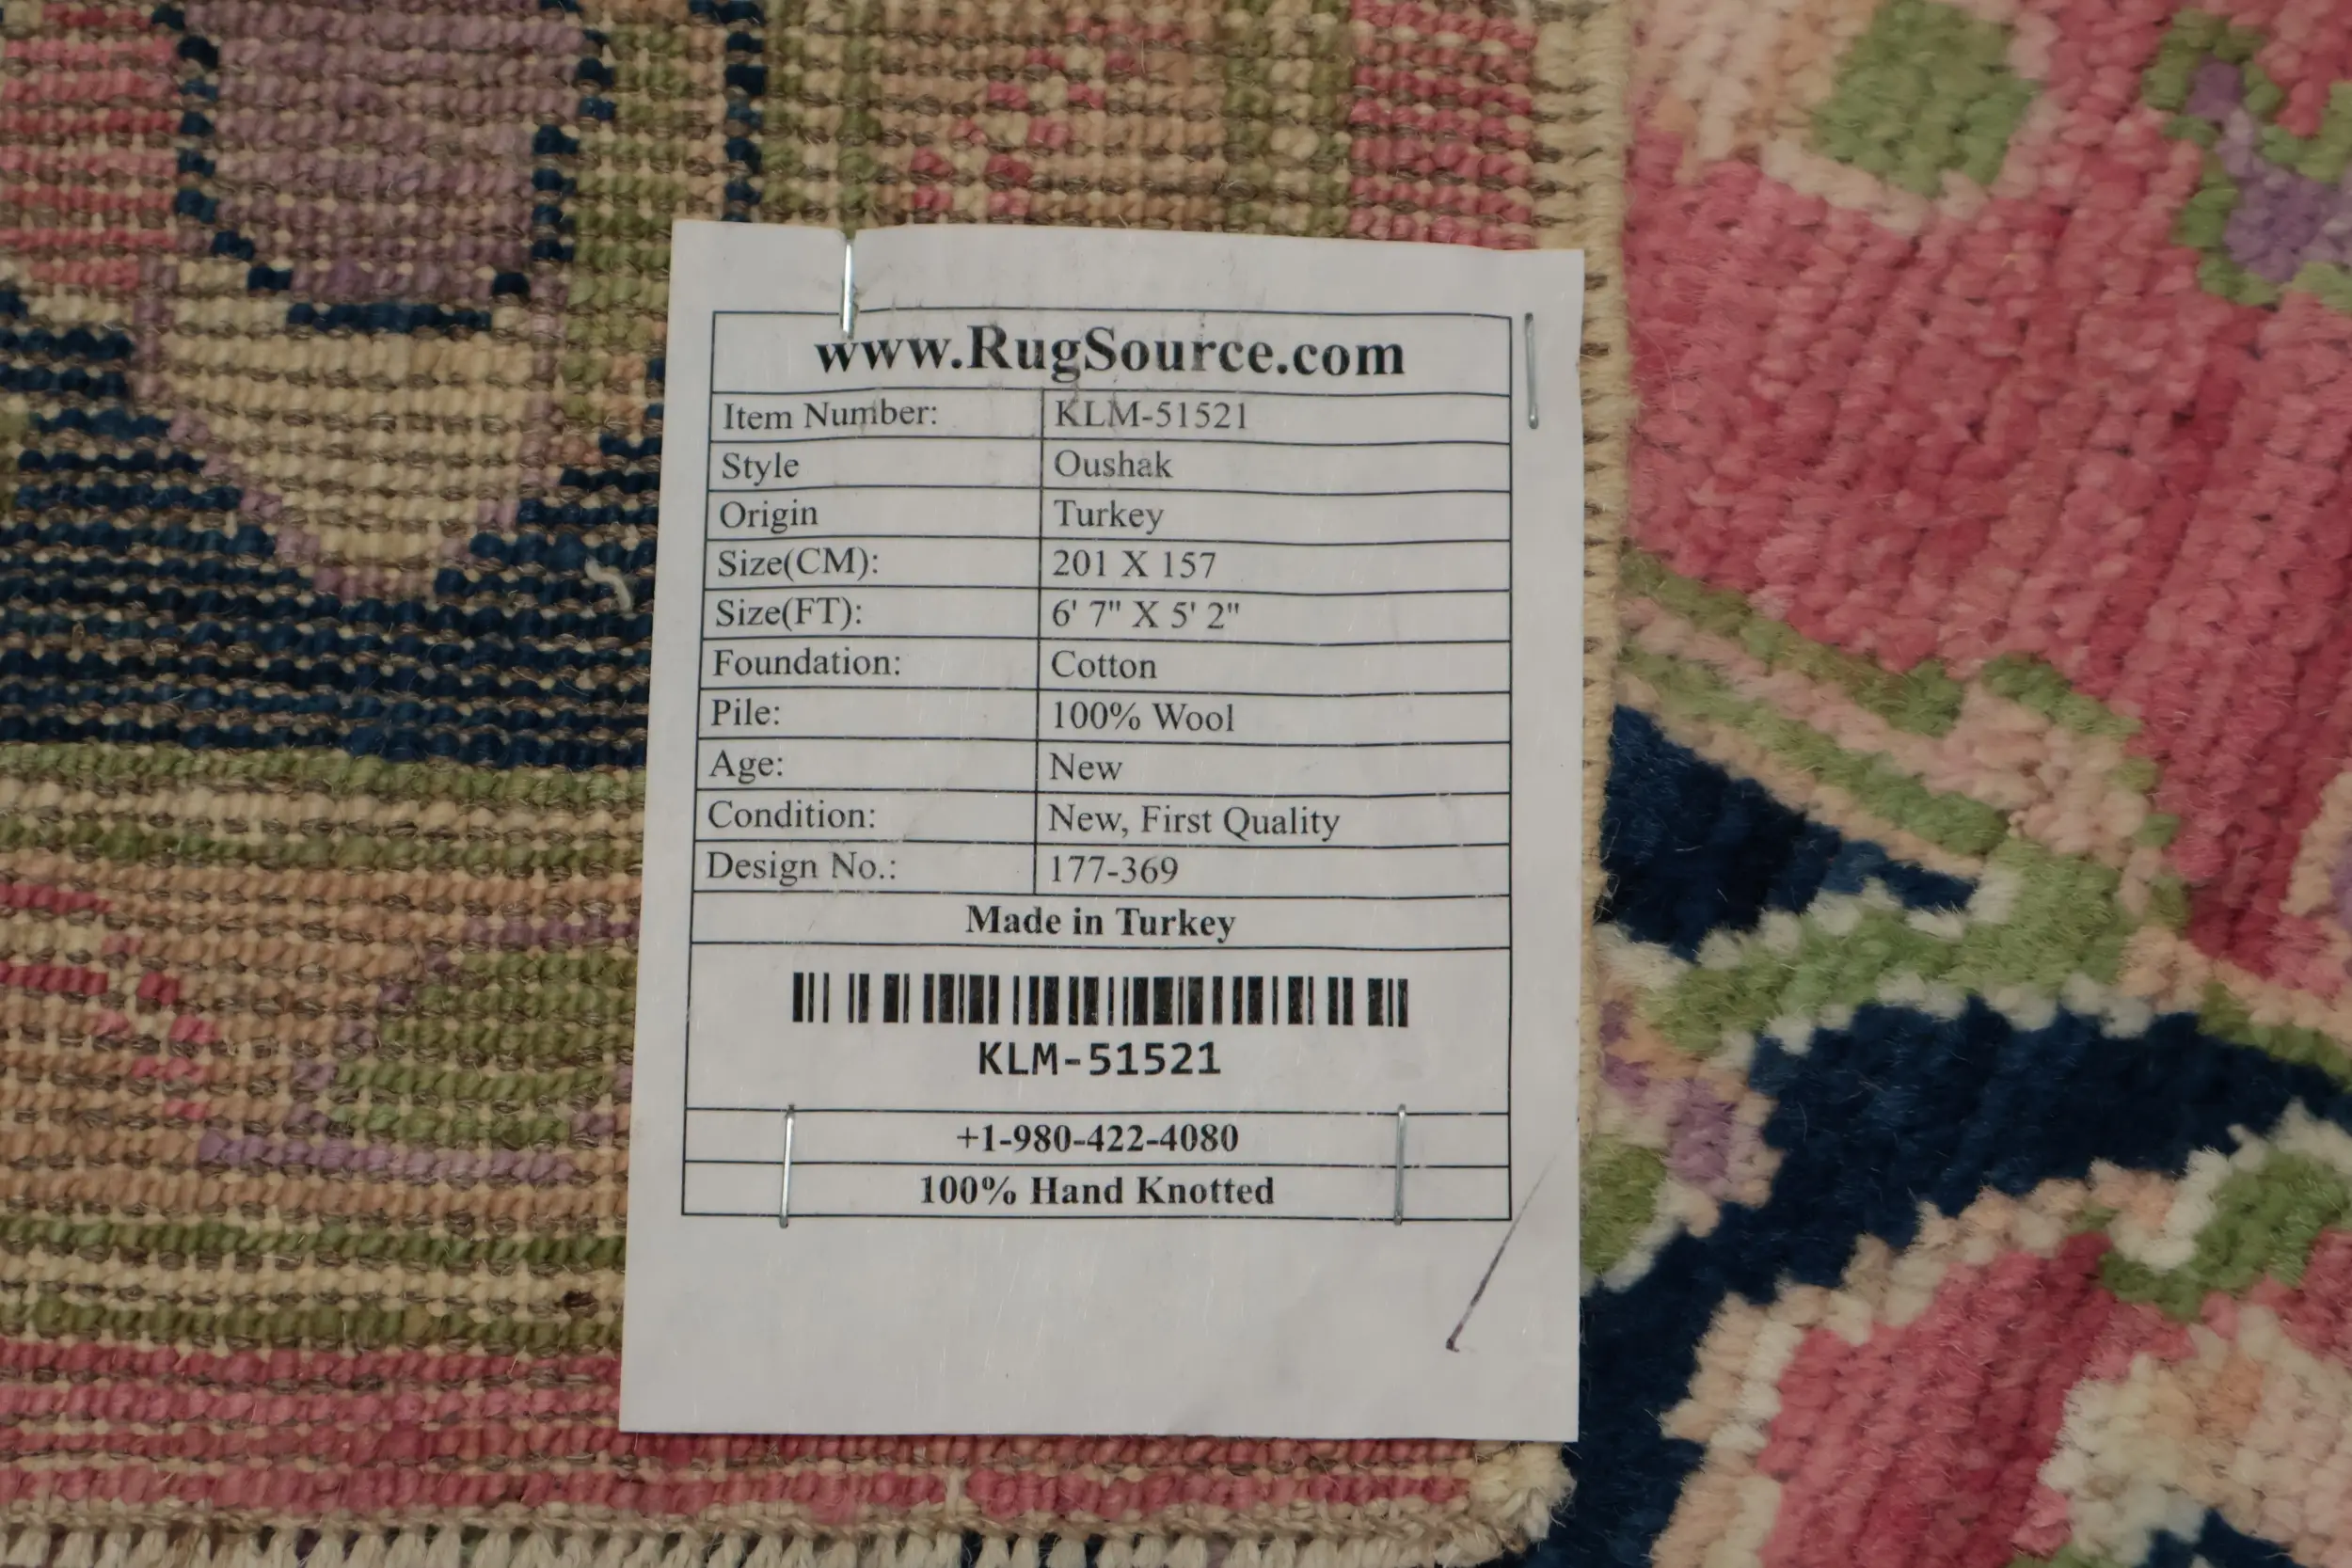 www.RugSource.com
Item Number: KLM-51521
Style Oushak
Origin Turkey
Size(CM): 201 X 157
Size(FT): 6' 7" X 5' 2"
Foundation: Cotton
Pile: 100% Wool
Age: New
Condition: New, First Quality
Design No.: 177-369
Made in Turkey
KLM-51521
+1-980-422-4080
100% Hand Knotted